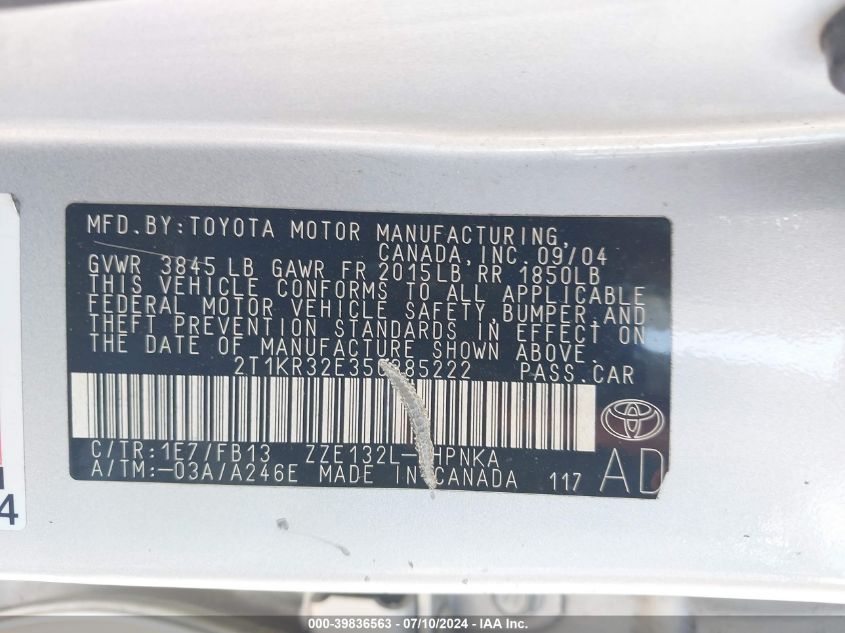 MFD.BY:TOYOTA MOTOR MANUFACTURING,
CANADA, INC. 09/04
GVWR 3845 LB GAWR FR 2015LB RR 1850LB
THIS VEHICLE CONFORMS TO ALL APPLICABLE
FEDERAL MOTOR VEHICLE SAFETY, BUMPER, AND
THEFT PREVENTION STANDARDS IN EFFECT ON
THE DATE OF MANUFACTURE SHOWN ABOVE.
2T1KR32E35C385222 PASS.CAR
C/TR:1E7/FB13
A/TM:-03A/A246E MADE IN CANADA 117 AD
4
000-39836563 - 07/10/2024 - IAA Inc.